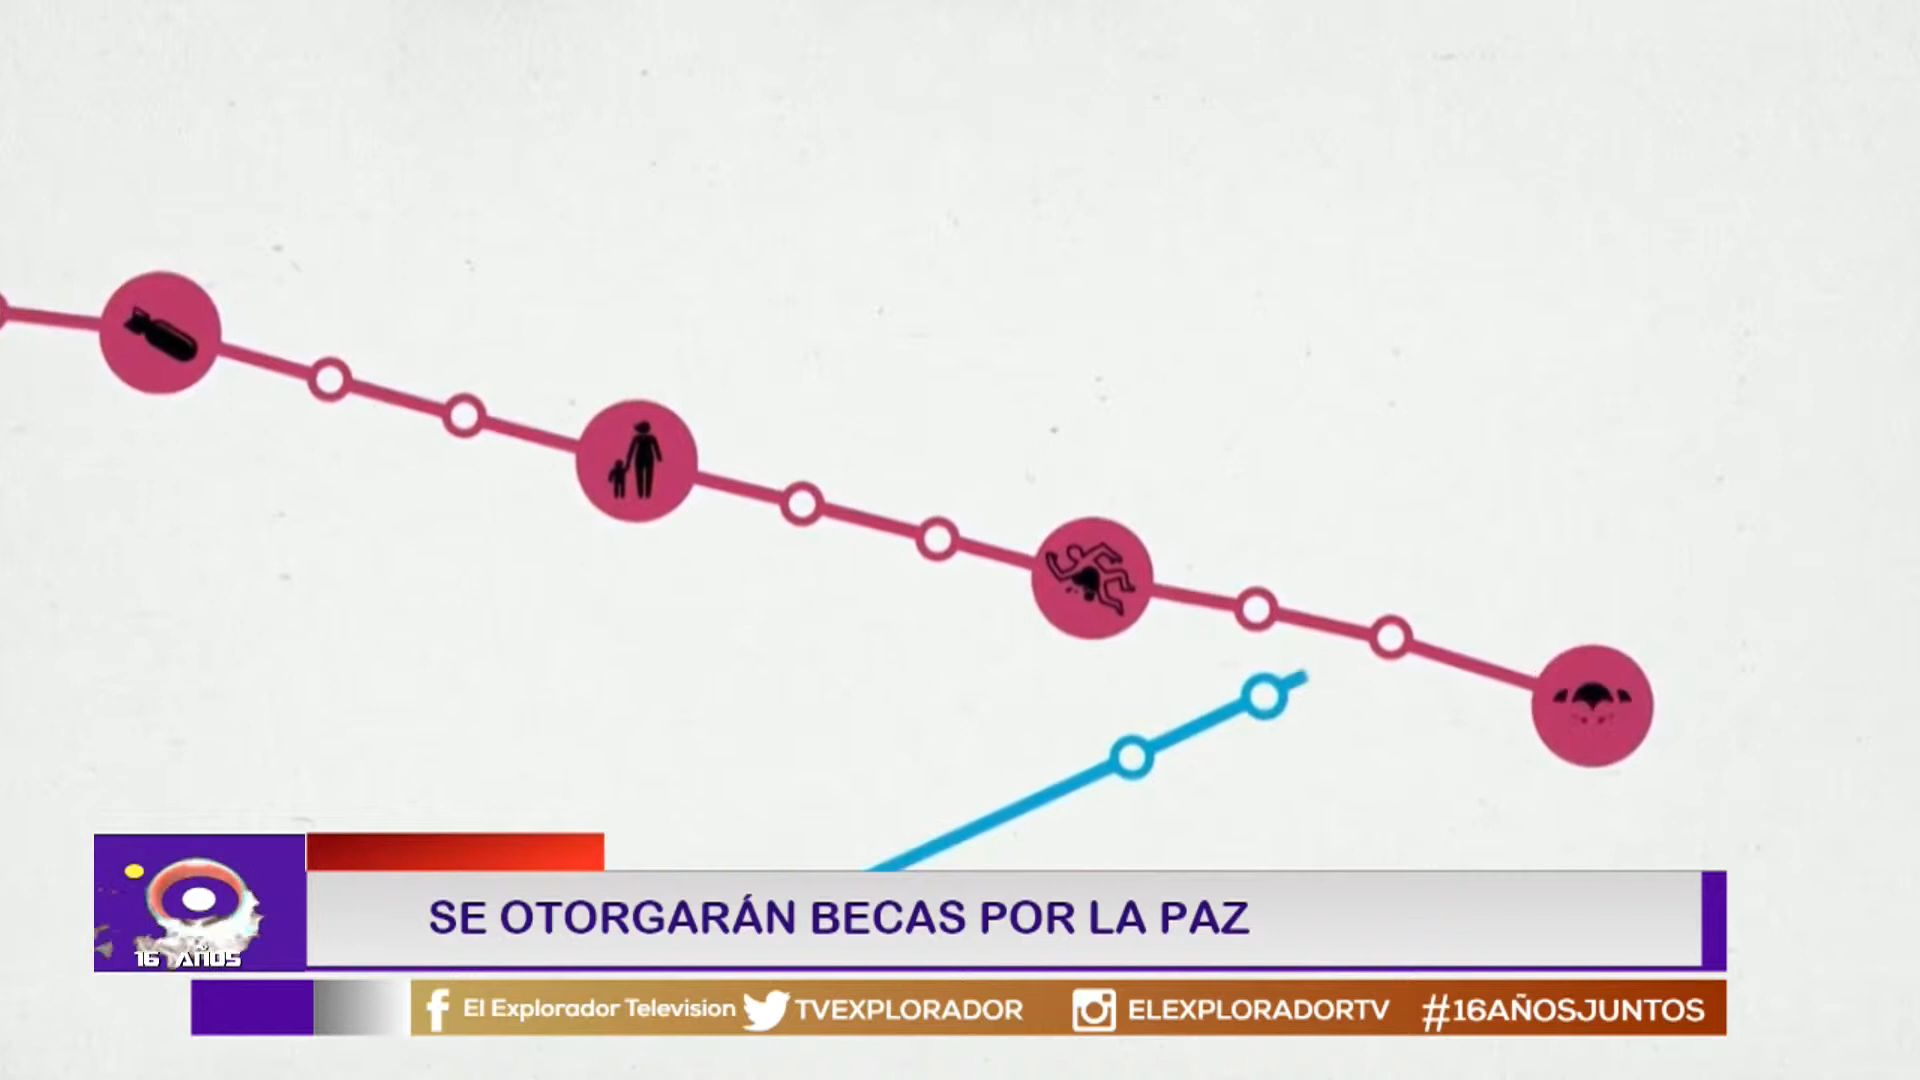 SE OTORGARÁN BECAS POR LA PAZ
16 AÑOS
El Explorador Television TVEXPLORADOR ELEXPLORADORTV #16AÑOSJUNTOS